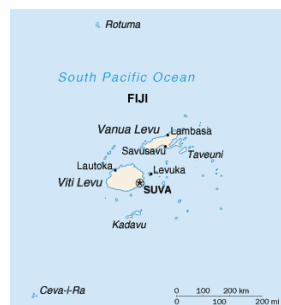 Rotuma
South Pacific Ocean
FIJI
Vanua Levu
Lambasa
Savusavu
Taveuni
Lautoka
Levuka
Viti Levu
SUVA
Kadavu
Ceva-I-Ra
0 100 200 km
0 100 200 mi